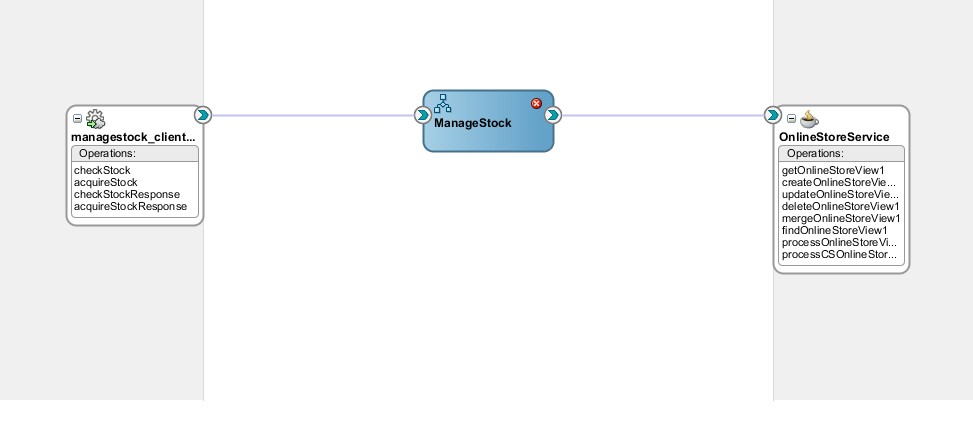 managestock_client...
Operations:
checkStock
acquireStock
checkStockResponse
acquireStockResponse
ManageStock
OnlineStoreService
Operations:
getOnlineStoreView1
createOnlineStoreVie...
updateOnlineStoreVie...
deleteOnlineStoreView1
mergeOnlineStoreView1
findOnlineStoreView1
processOnlineStoreVi...
processCSOnlineStor...